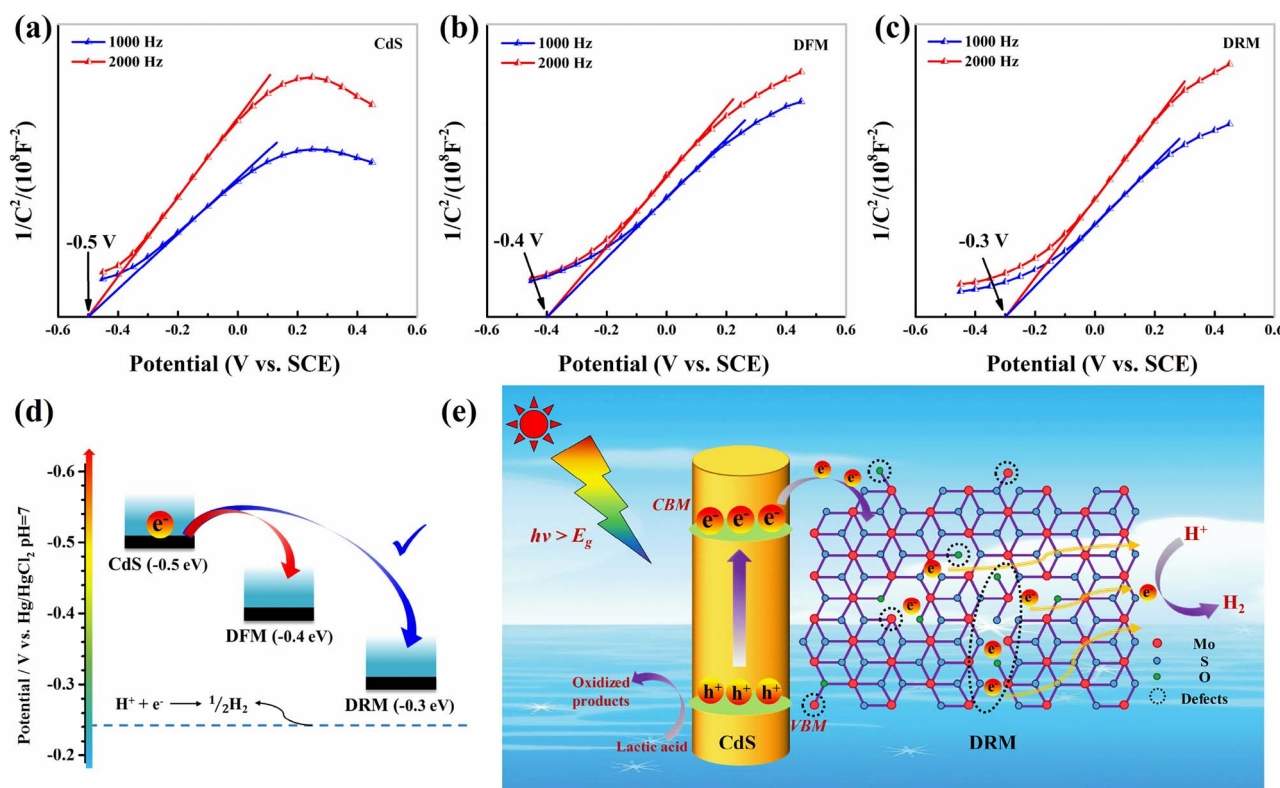 (a)
1000 Hz
2000 Hz
CdS
1/C²/(10⁸F⁻²)
-0.5 V
-0.6 -0.4 -0.2 0.0 0.2 0.4 0.6
Potential (V vs. SCE)
(b)
1000 Hz
2000 Hz
DFM
1/C²/(10⁸F⁻²)
-0.4 V
-0.6 -0.4 -0.2 0.0 0.2 0.4 0.6
Potential (V vs. SCE)
(c)
1000 Hz
2000 Hz
DRM
1/C²/(10⁸F⁻²)
-0.3 V
-0.6 -0.4 -0.2 0.0 0.2 0.4 0.6
Potential (V vs. SCE)
(d)
Potential / V vs. Hg/HgCl₂ pH=7
-0.6
-0.5
-0.4
-0.3
-0.2
e⁻
CdS (-0.5 eV)
DFM (-0.4 eV)
DRM (-0.3 eV)
H⁺ + e⁻ ½H₂
(e)
hν > E_g
CBM
e⁻ e⁻ e⁻
e⁻
e⁻
h⁺ h⁺ h⁺
VBM
Oxidized
products
Lactic acid
CdS
e⁻
e⁻
e⁻
e⁻
e⁻
e⁻
H⁺
H₂
Mo
S
O
Defects
DRM